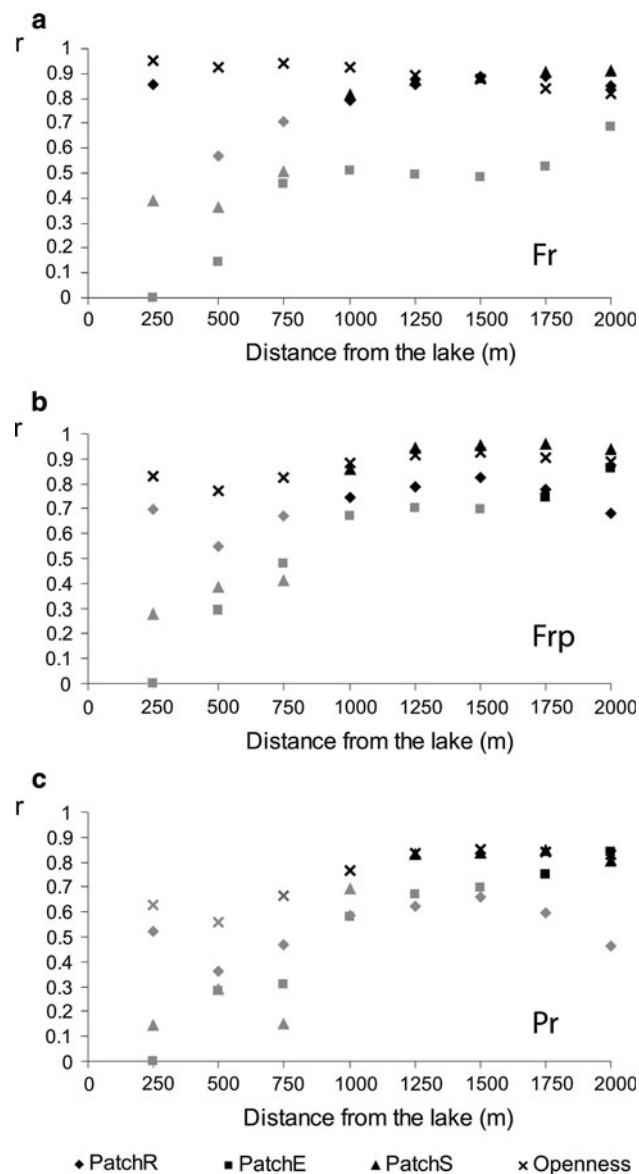 a
r
1
0.9
0.8
0.7
0.6
0.5
0.4
0.3
0.2
0.1
0
Fr
0 250 500 750 1000 1250 1500 1750 2000
Distance from the lake (m)
b
r
1
0.9
0.8
0.7
0.6
0.5
0.4
0.3
0.2
0.1
0
Frp
0 250 500 750 1000 1250 1500 1750 2000
Distance from the lake (m)
c
r
1
0.9
0.8
0.7
0.6
0.5
0.4
0.3
0.2
0.1
0
Pr
0 250 500 750 1000 1250 1500 1750 2000
Distance from the lake (m)
PatchR PatchE PatchS Openness